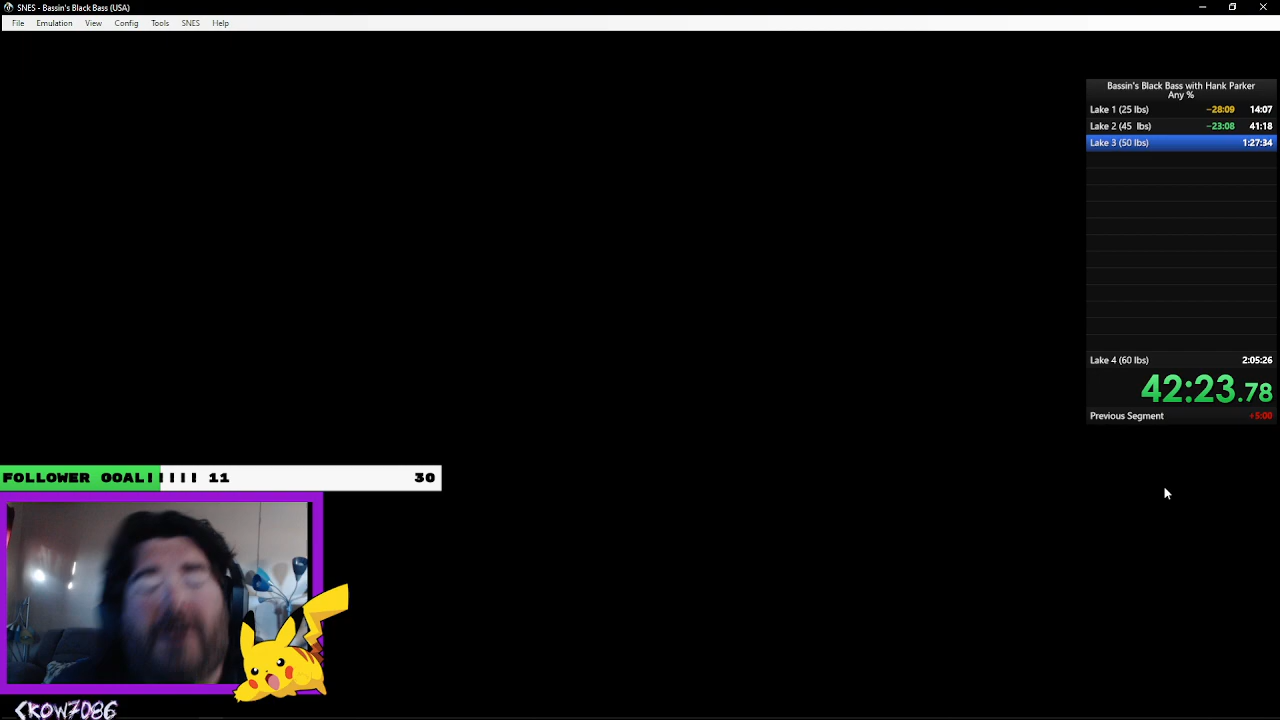 SNES - Bassin's Black Bass (USA)
File Emulation View Config Tools SNES Help
Bassin's Black Bass with Hank Parker
Any %
Lake 1 (25 lbs) −28:09 14:07
Lake 2 (45 lbs) −23:08 41:18
Lake 3 (50 lbs) 1:27:34
Lake 4 (60 lbs) 2:05:26
42:23.78
Previous Segment +5:00
FOLLOWER GOAL!!!!! 11 30
Crow7086